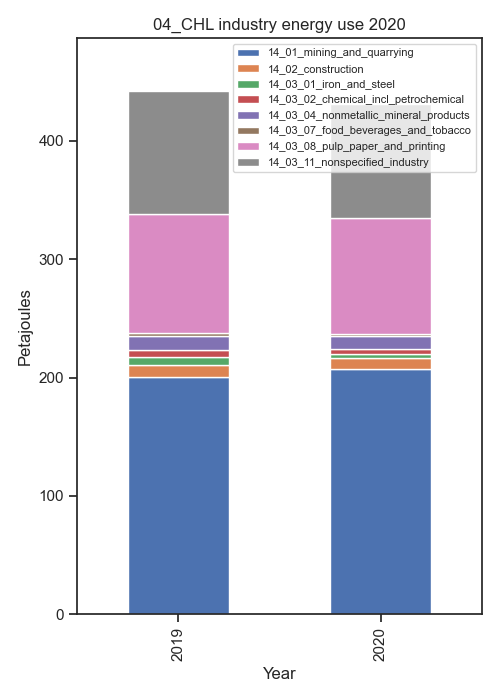 04_CHL industry energy use 2020
14_01_mining_and_quarrying
14_02_construction
14_03_01_iron_and_steel
14_03_02_chemical_incl_petrochemical
14_03_04_nonmetallic_mineral_products
14_03_07_food_beverages_and_tobacco
14_03_08_pulp_paper_and_printing
14_03_11_nonspecified_industry
400
300
200
100
0
Petajoules
2019
2020
Year